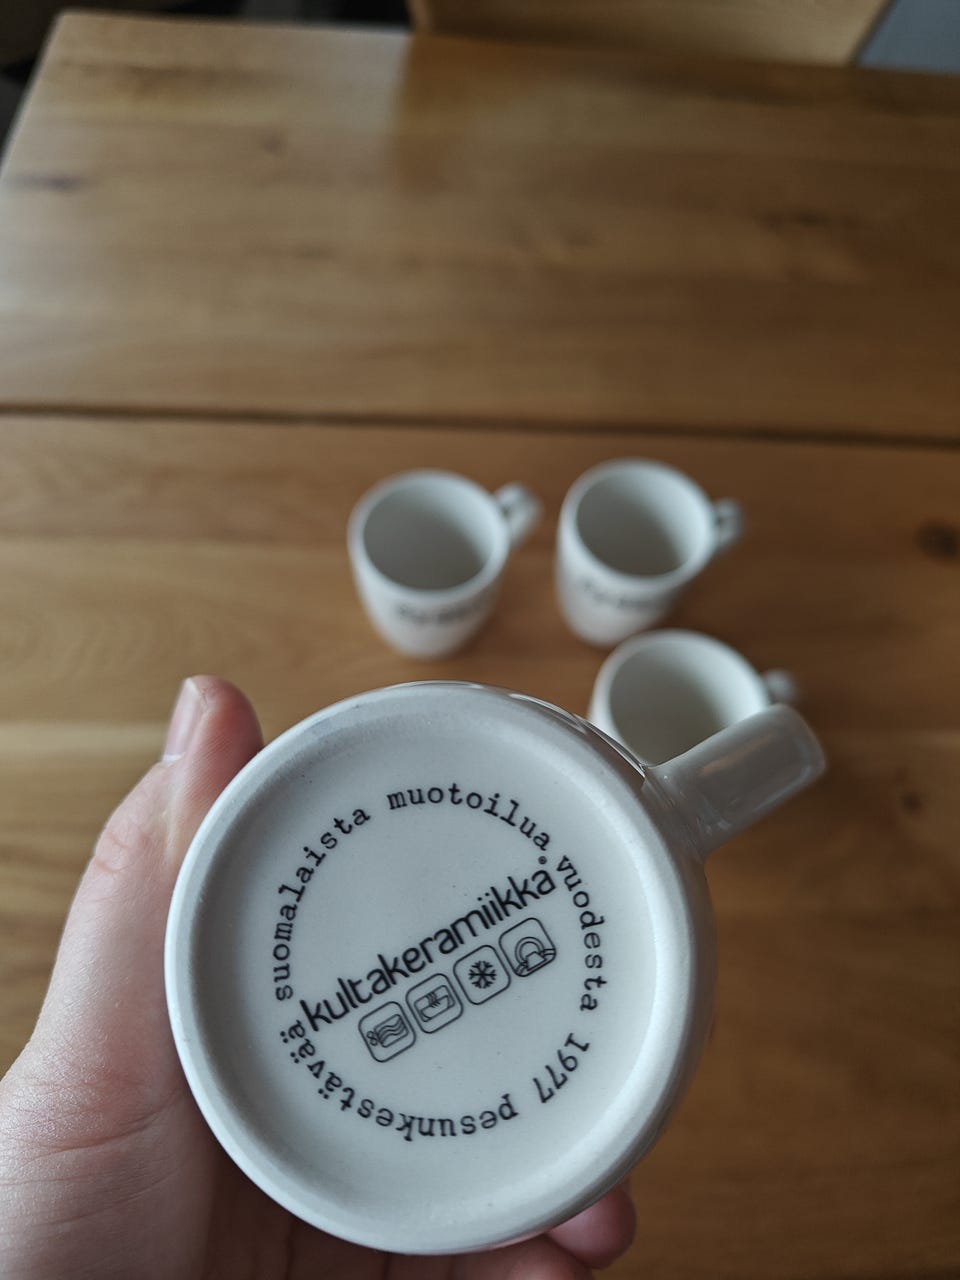 suomalaista muotoilua vuodesta 1977 pesunkestävää
kultakeramiikka®